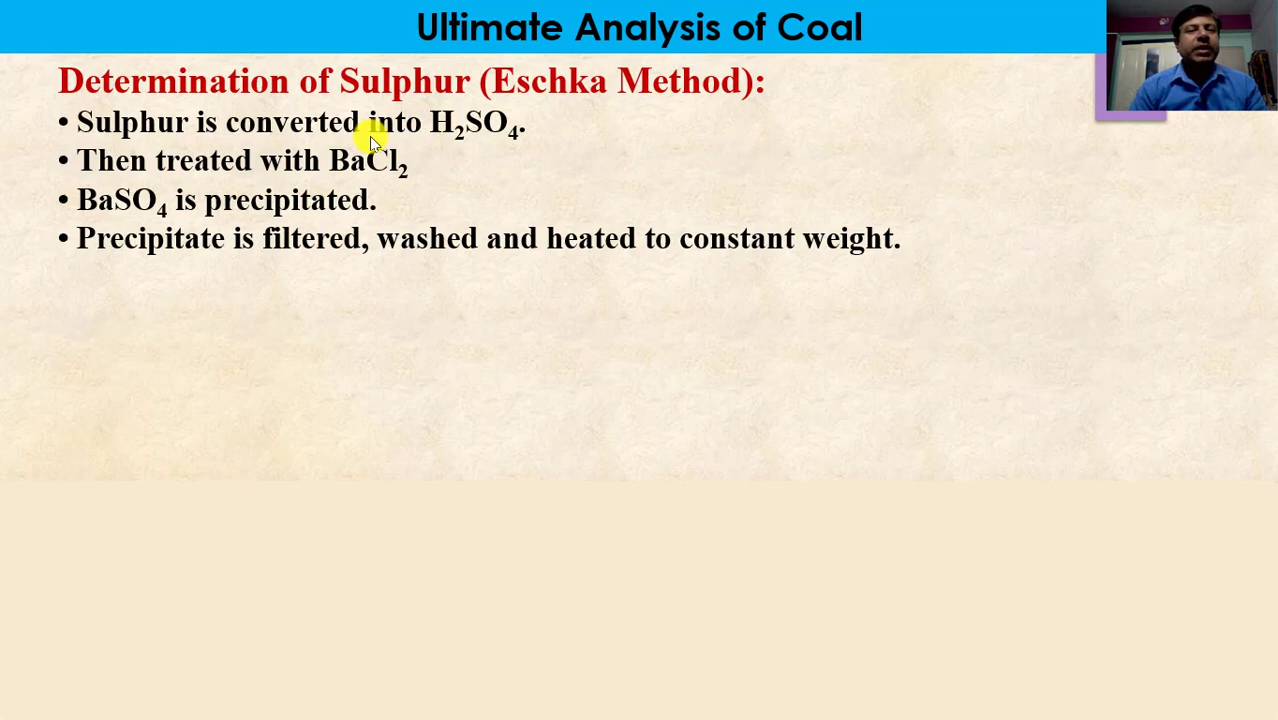 Ultimate Analysis of Coal
Determination of Sulphur (Eschka Method):
• Sulphur is converted into H₂SO₄.
• Then treated with BaCl₂
• BaSO₄ is precipitated.
• Precipitate is filtered, washed and heated to constant weight.